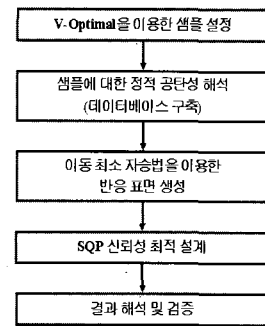 V-Optimal을 이용한 샘플 설정
샘플에 대한 정적 공탄성 해석
(데이터베이스 구축)
이동 최소 자승법을 이용한
반응 표면 생성
SQP 신뢰성 최적 설계
결과 해석 및 검증